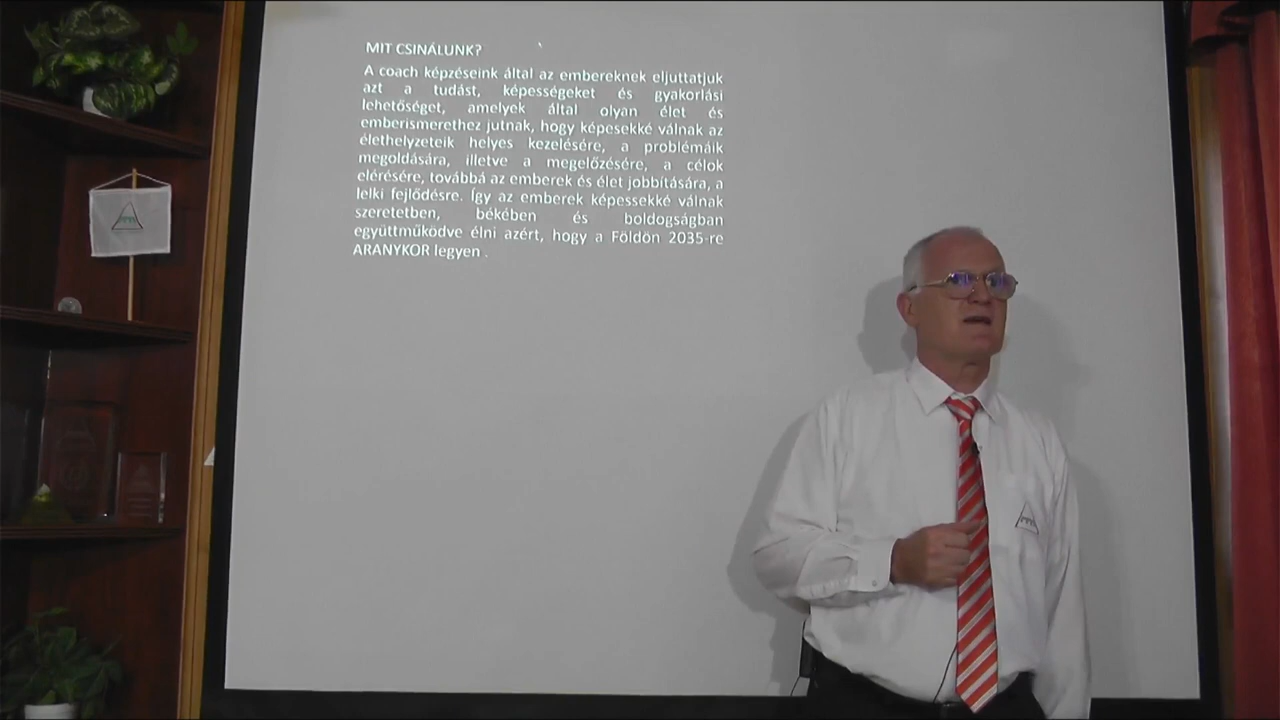 MIT CSINÁLUNK?
A coach képzéseink által az embereknek eljuttatjuk
azt a tudást, képességeket és gyakorlási
lehetőséget, amelyek által olyan élet és
emberismerethez jutnak, hogy képesekké válnak az
élethelyzeteik helyes kezelésére, a problémáik
megoldására, illetve a megelőzésére, a célok
elérésére, továbbá az emberek és élet jobbítására, a
lelki fejlődésre. Így az emberek képessekké válnak
szeretetben, békében és boldogságban
együttműködve élni azért, hogy a Földön 2035-re
ARANYKOR legyen .